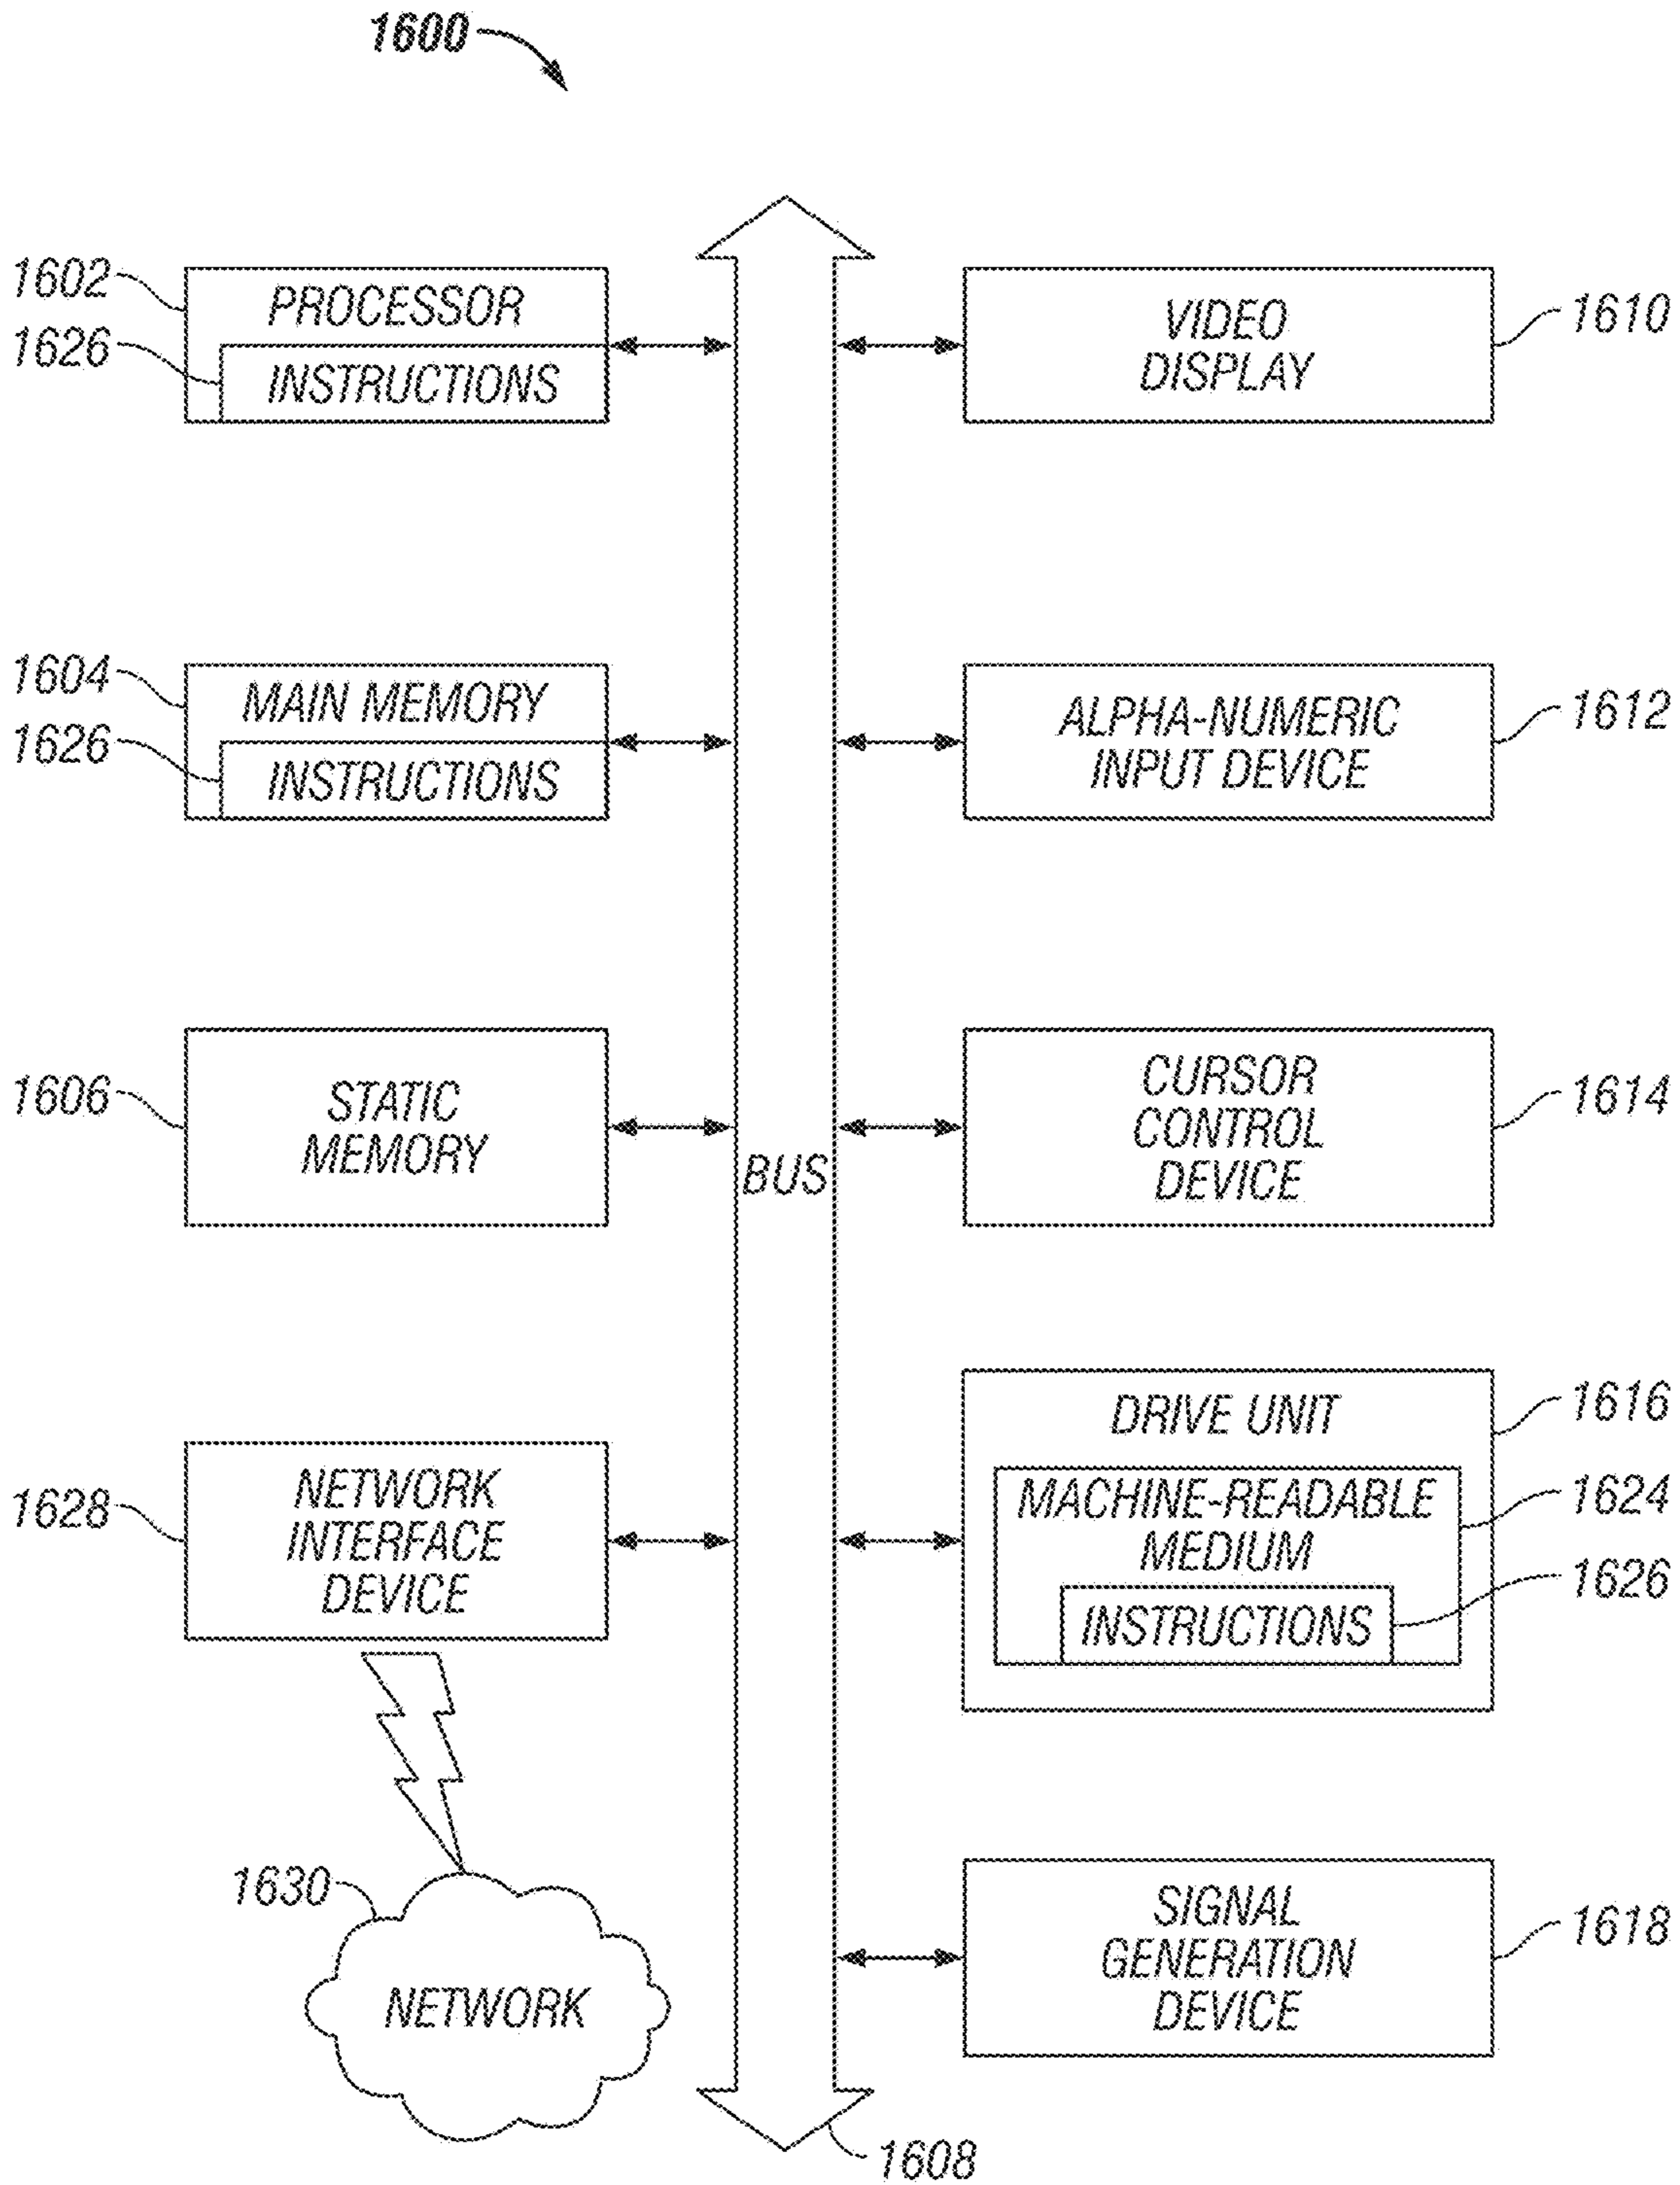 1600
1602
PROCESSOR
1626
INSTRUCTIONS
VIDEO
DISPLAY
1610
1604
MAIN MEMORY
1626
INSTRUCTIONS
ALPHA-NUMERIC
INPUT DEVICE
1612
1606
STATIC
MEMORY
BUS
CURSOR
CONTROL
DEVICE
1614
1628
NETWORK
INTERFACE
DEVICE
DRIVE UNIT
1616
MACHINE-READABLE
MEDIUM
1624
INSTRUCTIONS
1626
1630
NETWORK
SIGNAL
GENERATION
DEVICE
1618
1608